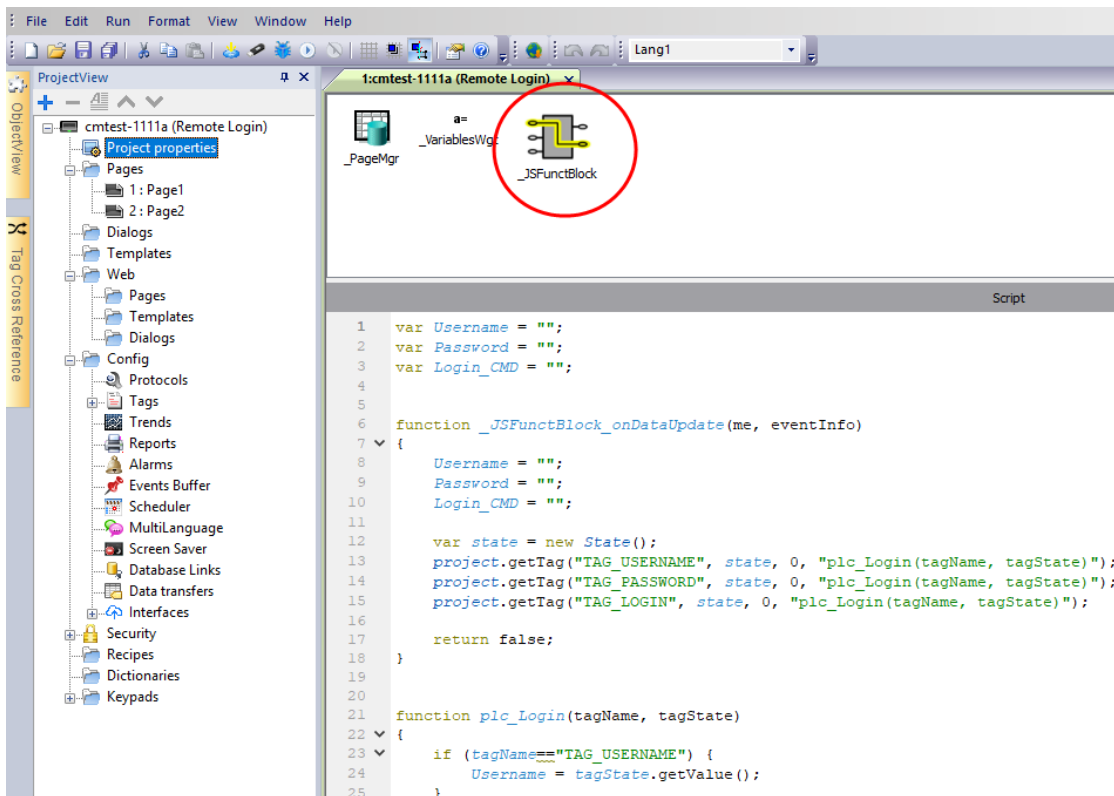 File Edit Run Format View Window Help
Lang1
ObjectView
Tag Cross Reference
ProjectView
cmtest-1111a (Remote Login)
Project properties
Pages
1 : Page1
2 : Page2
Dialogs
Templates
Web
Pages
Templates
Dialogs
Config
Protocols
Tags
Trends
Reports
Alarms
Events Buffer
Scheduler
MultiLanguage
Screen Saver
Database Links
Data transfers
Interfaces
Security
Recipes
Dictionaries
Keypads
1:cmtest-1111a (Remote Login)
_PageMgr
a=
_VariablesWgt
_JSFunctBlock
Script
1 var Username = "";
2 var Password = "";
3 var Login_CMD = "";
4
5
6 function _JSFunctBlock_onDataUpdate(me, eventInfo)
7 {
8 Username = "";
9 Password = "";
10 Login_CMD = "";
11
12 var state = new State();
13 project.getTag("TAG_USERNAME", state, 0, "plc_Login(tagName, tagState)");
14 project.getTag("TAG_PASSWORD", state, 0, "plc_Login(tagName, tagState)");
15 project.getTag("TAG_LOGIN", state, 0, "plc_Login(tagName, tagState)");
16
17 return false;
18 }
19
20
21 function plc_Login(tagName, tagState)
22 {
23 if (tagName=="TAG_USERNAME") {
24 Username = tagState.getValue();
25 }